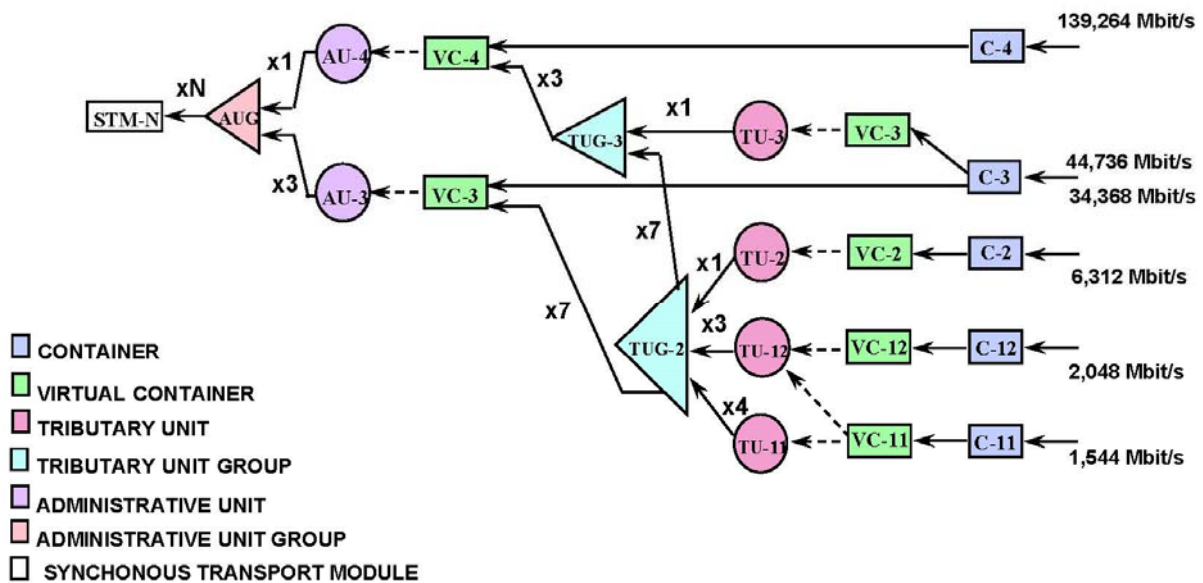 139,264 Mbit/s
AU-4
VC-4
C-4
x1
x3
xN
STM-N
AUG
TUG-3
x1
TU-3
VC-3
44,736 Mbit/s
C-3
34,368 Mbit/s
x3
AU-3
VC-3
x7
x1
TU-2
VC-2
C-2
6,312 Mbit/s
x7
x3
TUG-2
TU-12
VC-12
C-12
2,048 Mbit/s
x4
TU-11
VC-11
C-11
1,544 Mbit/s
CONTAINER
VIRTUAL CONTAINER
TRIBUTARY UNIT
TRIBUTARY UNIT GROUP
ADMINISTRATIVE UNIT
ADMINISTRATIVE UNIT GROUP
SYNCHONOUS TRANSPORT MODULE